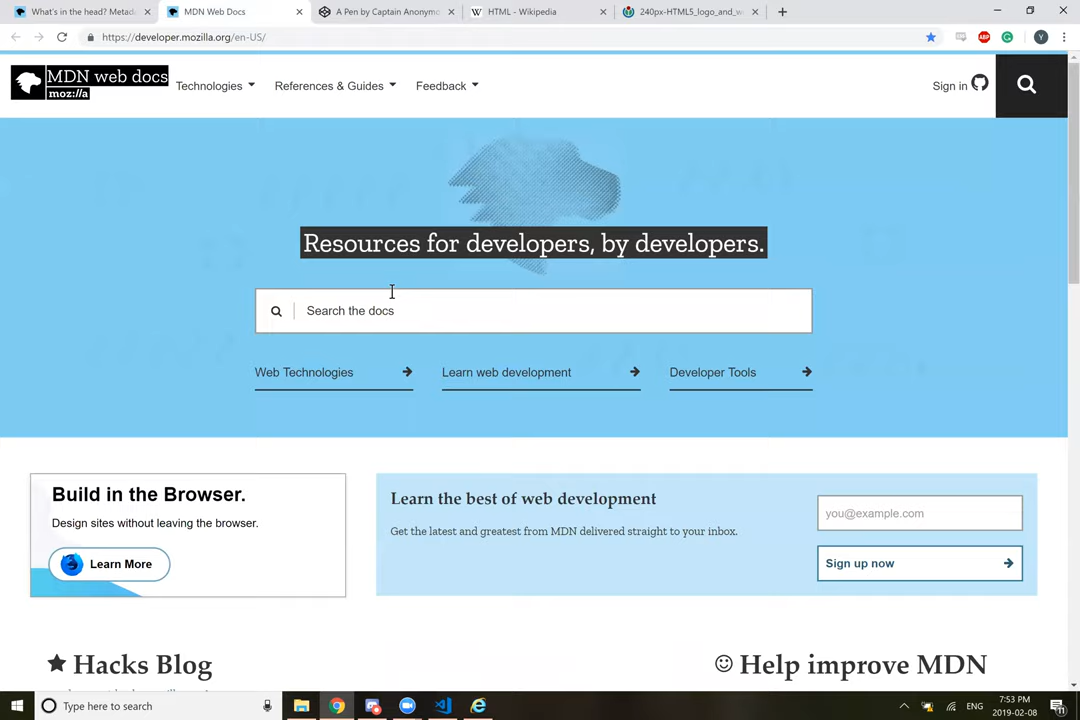 What's in the head? Metad
MDN Web Docs
A Pen by Captain Anonymo
HTML - Wikipedia
240px-HTML5_logo_and_w
https://developer.mozilla.org/en-US/
ABP
Y
MDN web docs
moz://a
Technologies
References & Guides
Feedback
Sign in
Resources for developers, by developers.
Search the docs
Web Technologies
Learn web development
Developer Tools
Build in the Browser.
Design sites without leaving the browser.
Learn More
Learn the best of web development
Get the latest and greatest from MDN delivered straight to your inbox.
you@example.com
Sign up now
Hacks Blog
Help improve MDN
Type here to search
ENG
7:53 PM
2019-02-08